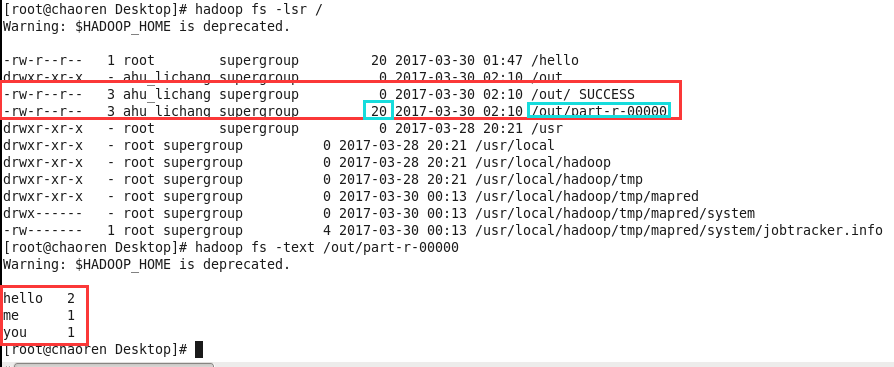 [root@chaoren Desktop]# hadoop fs -lsr /
Warning: $HADOOP_HOME is deprecated.
-rw-r--r--   1 root        supergroup         20 2017-03-30 01:47 /hello
drwxr-xr-x   - ahu_lichang supergroup          0 2017-03-30 02:10 /out
-rw-r--r--   3 ahu_lichang supergroup          0 2017-03-30 02:10 /out/_SUCCESS
-rw-r--r--   3 ahu_lichang supergroup         20 2017-03-30 02:10 /out/part-r-00000
drwxr-xr-x   - root        supergroup          0 2017-03-28 20:21 /usr
drwxr-xr-x   - root supergroup          0 2017-03-28 20:21 /usr/local
drwxr-xr-x   - root supergroup          0 2017-03-28 20:21 /usr/local/hadoop
drwxr-xr-x   - root supergroup          0 2017-03-28 20:21 /usr/local/hadoop/tmp
drwxr-xr-x   - root supergroup          0 2017-03-30 00:13 /usr/local/hadoop/tmp/mapred
drwx------   - root supergroup          0 2017-03-30 00:13 /usr/local/hadoop/tmp/mapred/system
-rw-------   1 root supergroup          4 2017-03-30 00:13 /usr/local/hadoop/tmp/mapred/system/jobtracker.info
[root@chaoren Desktop]# hadoop fs -text /out/part-r-00000
Warning: $HADOOP_HOME is deprecated.
hello   2
me      1
you     1
[root@chaoren Desktop]#